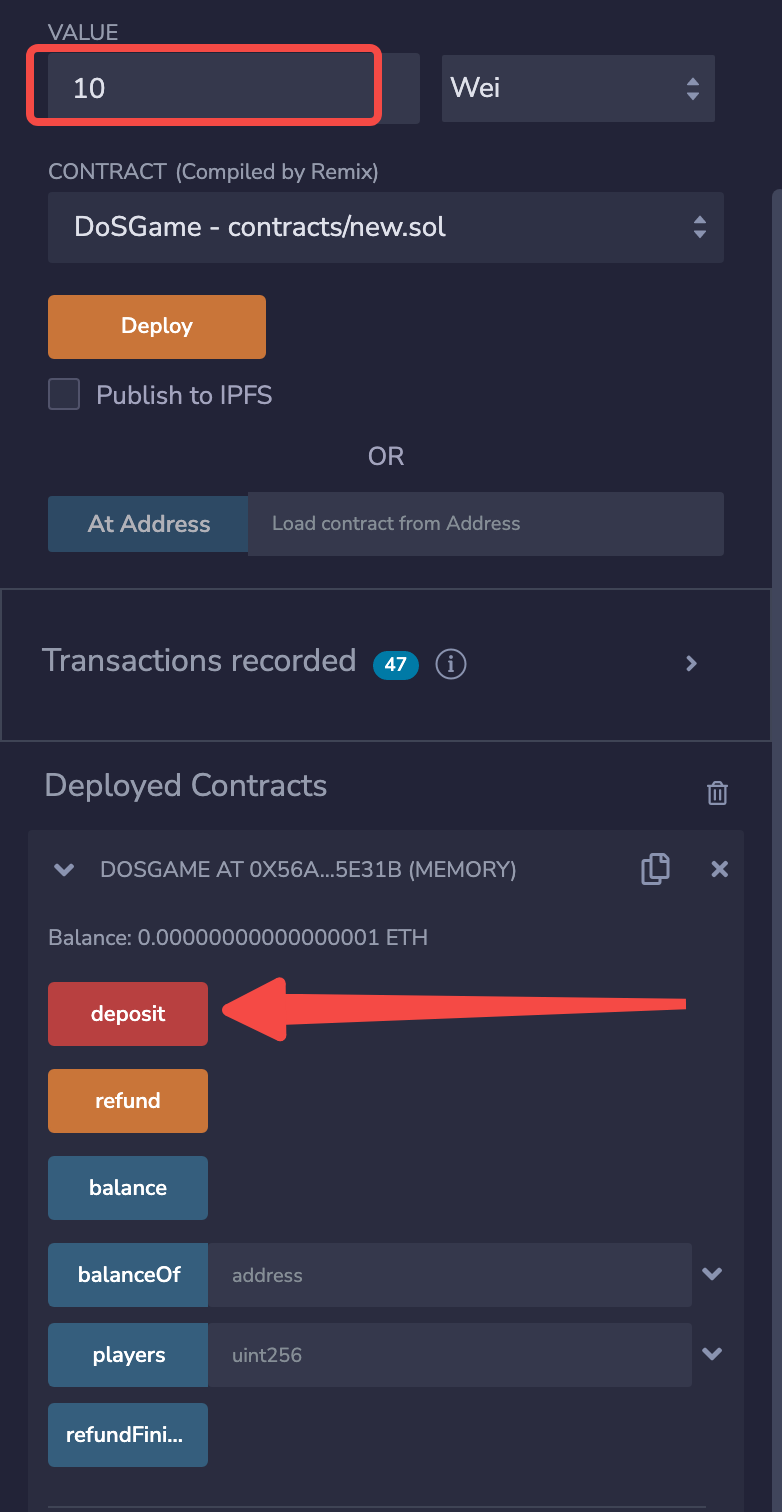 VALUE
10
Wei
CONTRACT (Compiled by Remix)
DoSGame - contracts/new.sol
Deploy
Publish to IPFS
OR
At Address
Load contract from Address
Transactions recorded 47 i
Deployed Contracts
DOSGAME AT 0X56A...5E31B (MEMORY)
Balance: 0.00000000000000001 ETH
deposit
refund
balance
balanceOf
address
players
uint256
refundFini...